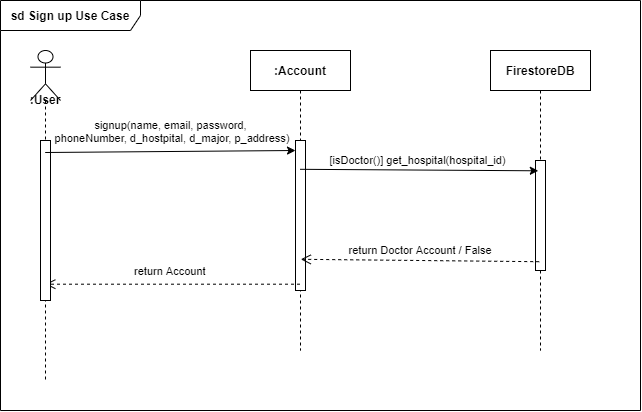 sd Sign up Use Case
:User
:Account
FirestoreDB
signup(name, email, password,
phoneNumber, d_hostpital, d_major, p_address)
[isDoctor()] get_hospital(hospital_id)
return Doctor Account / False
return Account